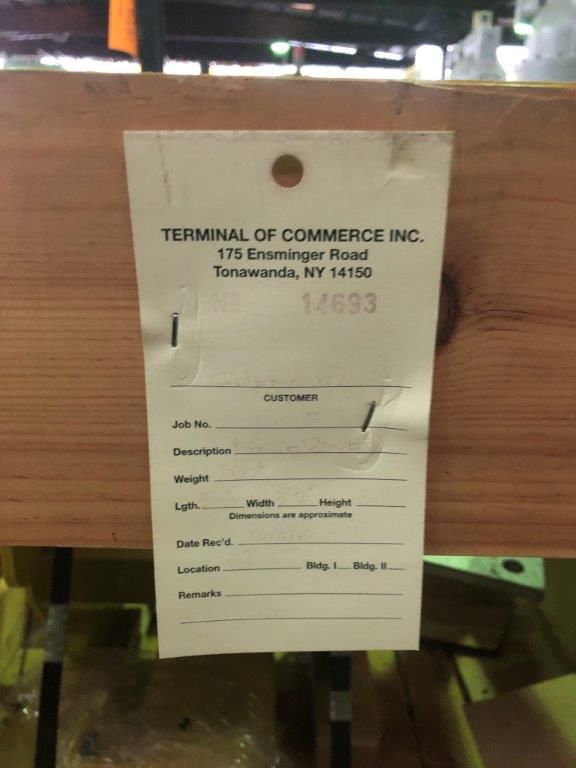 TERMINAL OF COMMERCE INC.
175 Ensminger Road
Tonawanda, NY 14150
No 14693
CUSTOMER
Job No.
Description
Weight
Lgth. Width Height
Dimensions are approximate
Date Rec'd.
Location Bldg. I Bldg. II
Remarks